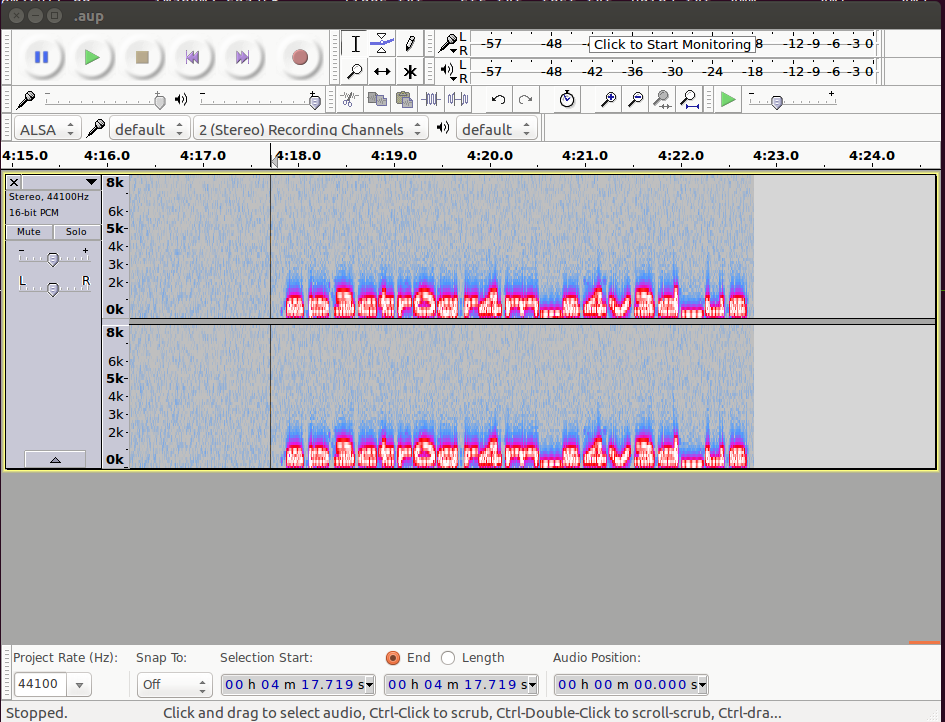 .aup
L
R
-57 -48 - Click to Start Monitoring 8 -12 -9 -6 -3 0
L
R
-57 -48 -42 -36 -30 -24 -18 -12 -9 -6 -3 0
- + - + - +
ALSA default 2 (Stereo) Recording Channels default
4:15.0 4:16.0 4:17.0 4:18.0 4:19.0 4:20.0 4:21.0 4:22.0 4:23.0 4:24.0
Stereo, 44100Hz
16-bit PCM
Mute Solo
- +
L R
8k
6k
5k
4k
3k
2k
0k
8k
6k
5k
4k
3k
2k
0k
Project Rate (Hz): Snap To: Selection Start: End Length Audio Position:
44100 Off 00 h 04 m 17.719 s 00 h 04 m 17.719 s 00 h 00 m 00.000 s
Stopped. Click and drag to select audio, Ctrl-Click to scrub, Ctrl-Double-Click to scroll-scrub, Ctrl-dra...